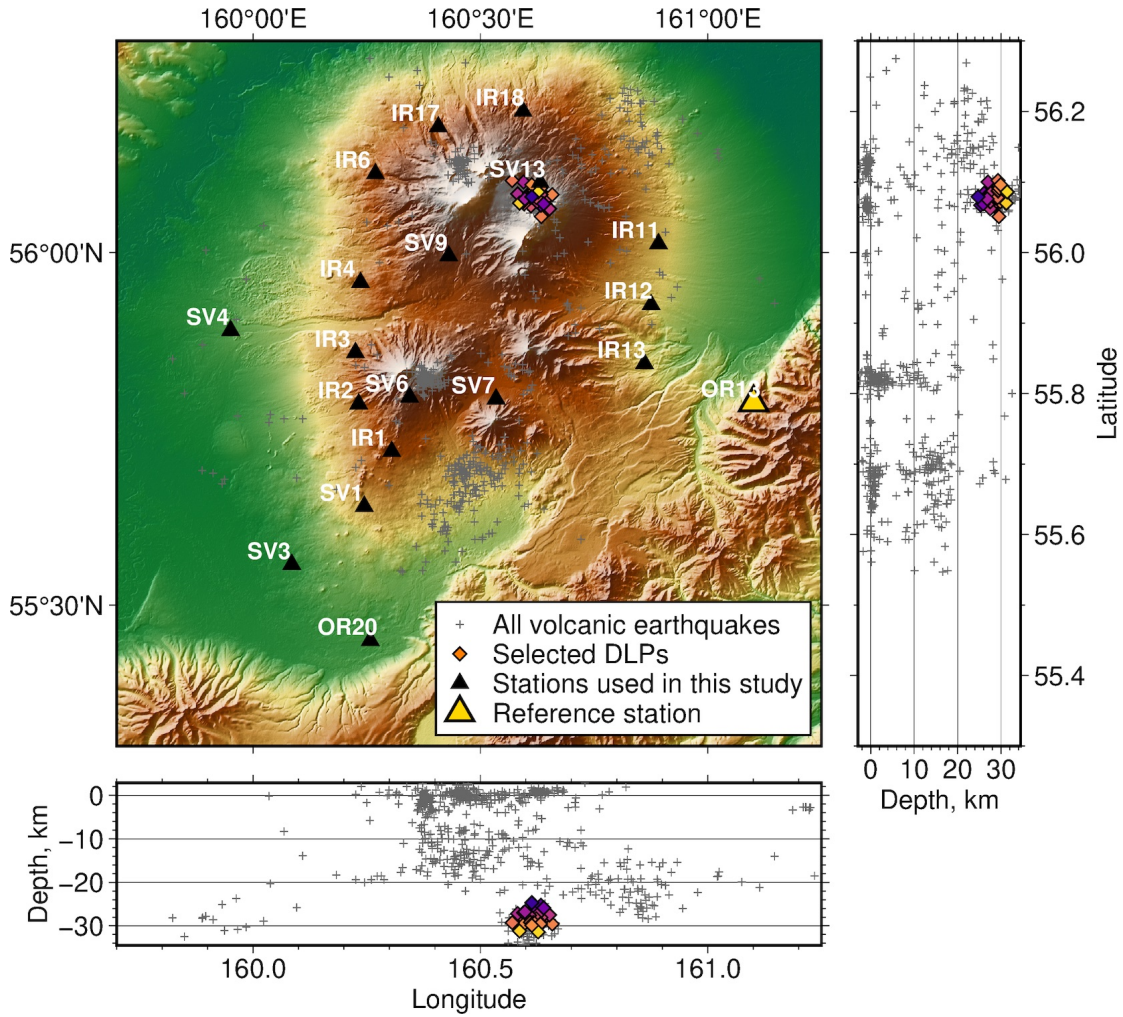 160°00'E 160°30'E 161°00'E
56°00'N
55°30'N
IR17
IR18
IR6
SV13
SV9
IR11
IR4
IR12
SV4
IR3
IR13
IR2
SV6
SV7
OR13
IR1
SV1
SV3
OR20
All volcanic earthquakes
Selected DLPs
Stations used in this study
Reference station
56.2
56.0
55.8
55.6
55.4
Latitude
0 10 20 30
Depth, km
0
−10
−20
−30
Depth, km
160.0 160.5 161.0
Longitude